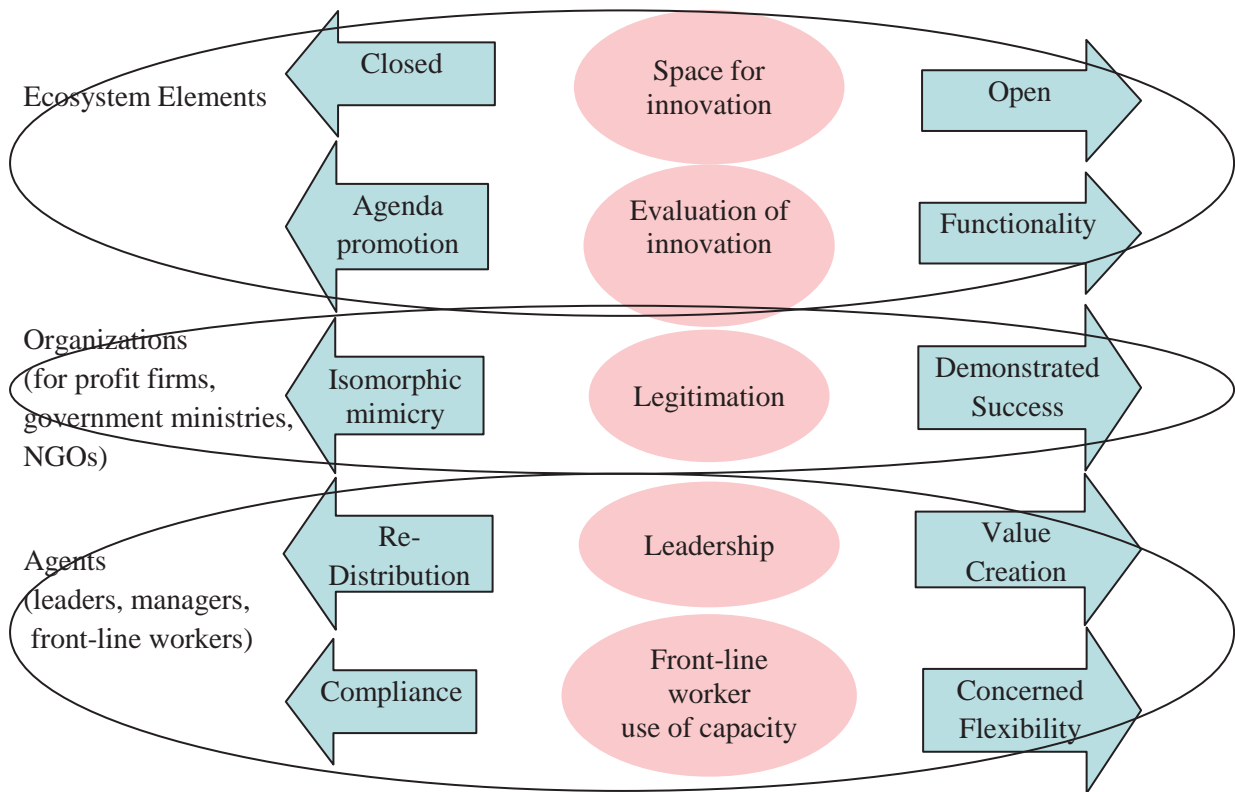 Closed
Space for
innovation
Open
Ecosystem Elements
Agenda
promotion
Evaluation of
innovation
Functionality
Organizations
(for profit firms,
government ministries,
NGOs)
Isomorphic
mimicry
Legitimation
Demonstrated
Success
Agents
(leaders, managers,
front-line workers)
Re-
Distribution
Leadership
Value
Creation
Compliance
Front-line
worker
use of capacity
Concerned
Flexibility